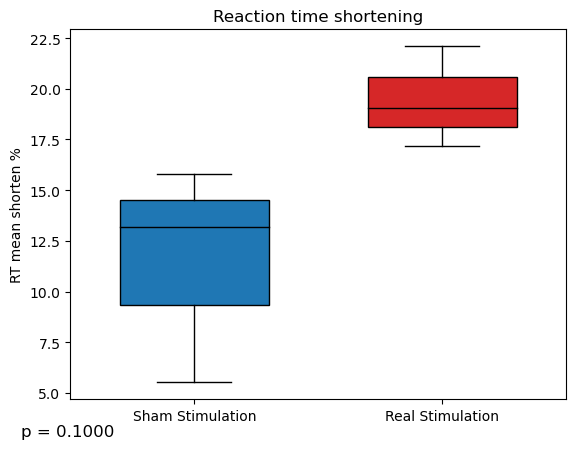 Reaction time shortening
RT mean shorten %
22.5
20.0
17.5
15.0
12.5
10.0
7.5
5.0
Sham Stimulation
Real Stimulation
p = 0.1000